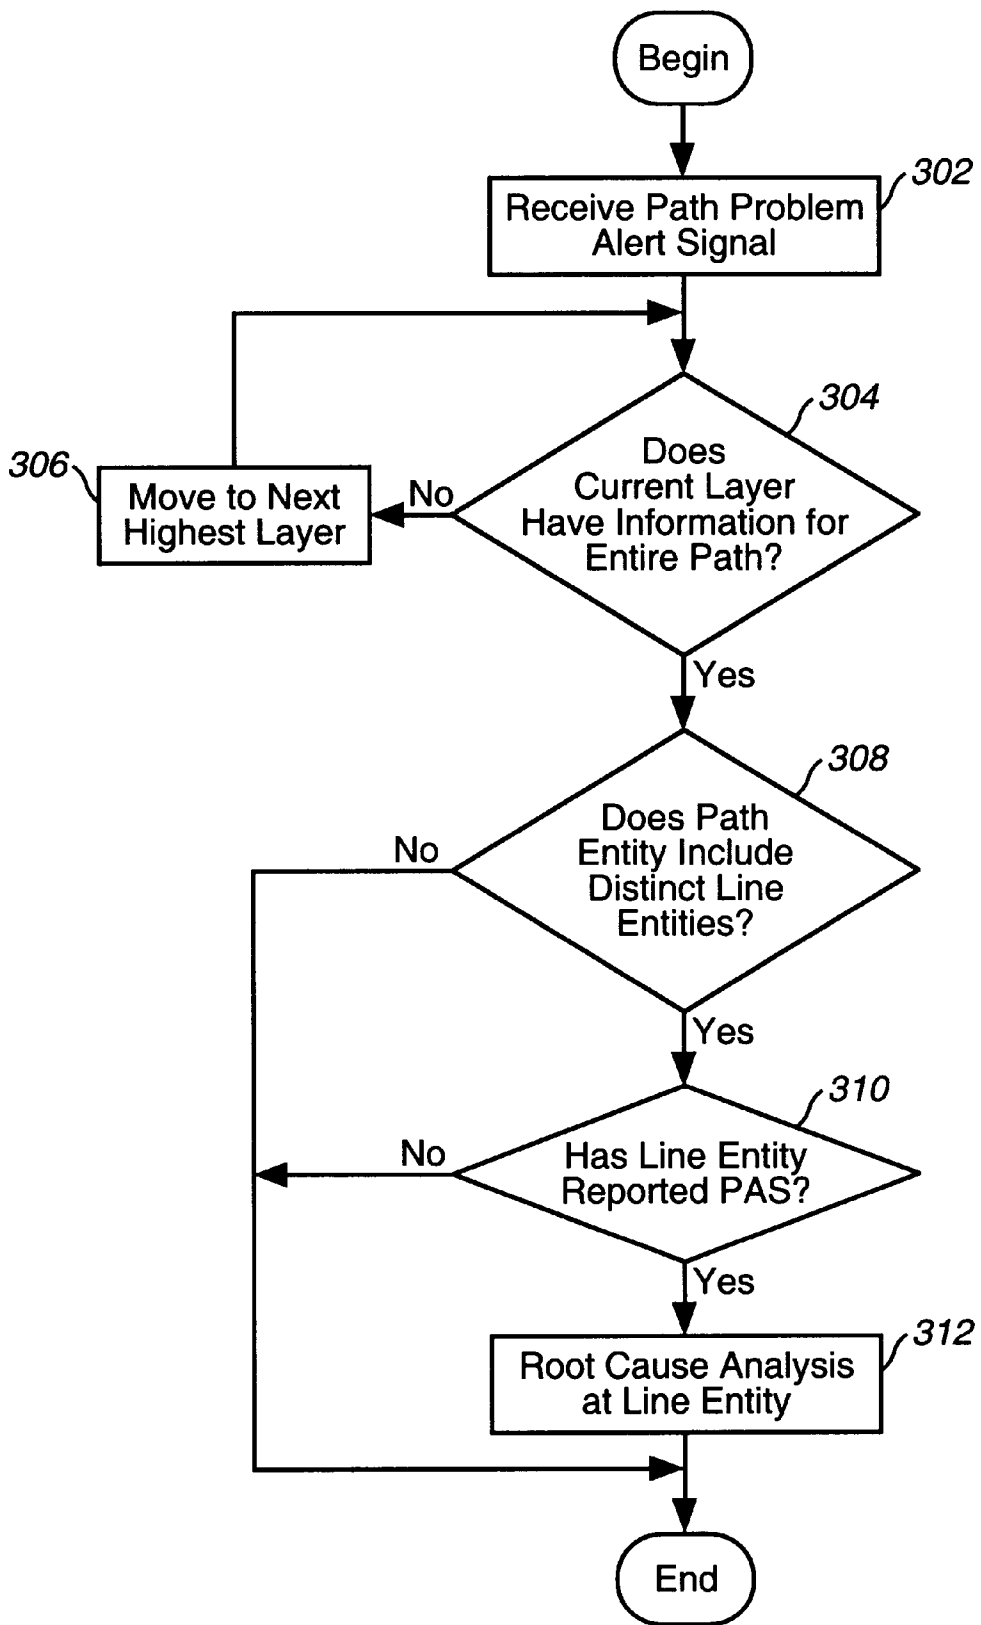 Begin
302
Receive Path Problem
Alert Signal
304
Does
Current Layer
Have Information for
Entire Path?
No
306
Move to Next
Highest Layer
Yes
308
Does Path
Entity Include
Distinct Line
Entities?
No
Yes
310
Has Line Entity
Reported PAS?
No
Yes
312
Root Cause Analysis
at Line Entity
End